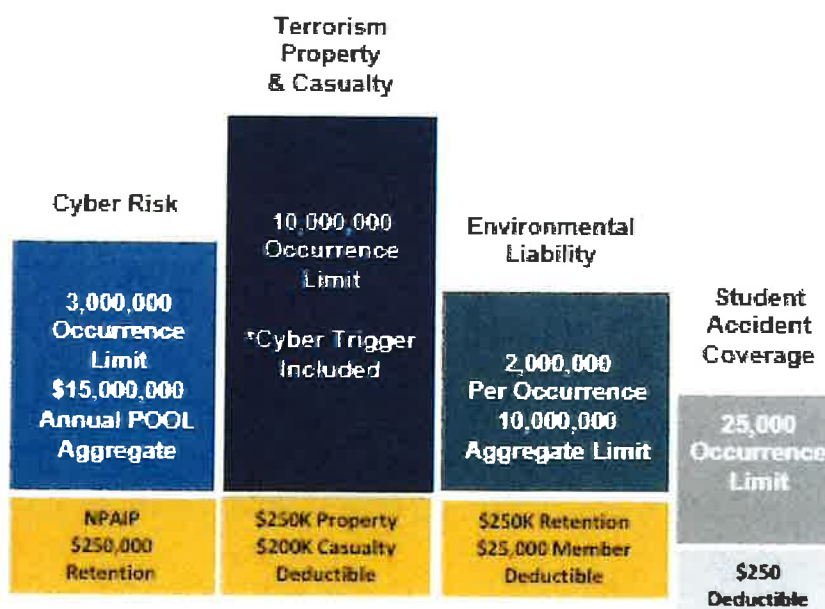 Terrorism
Property
& Casualty
Cyber Risk
10,000,000
Occurrence
Limit
*Cyber Trigger
Included
Environmental
Liability
3,000,000
Occurrence
Limit
$15,000,000
Annual POOL
Aggregate
2,000,000
Per Occurrence
10,000,000
Aggregate Limit
Student
Accident
Coverage
25,000
Occurrence
Limit
NPAIP
$250,000
Retention
$250K Property
$200K Casualty
Deductible
$250K Retention
$25,000 Member
Deductible
$250
Deductible